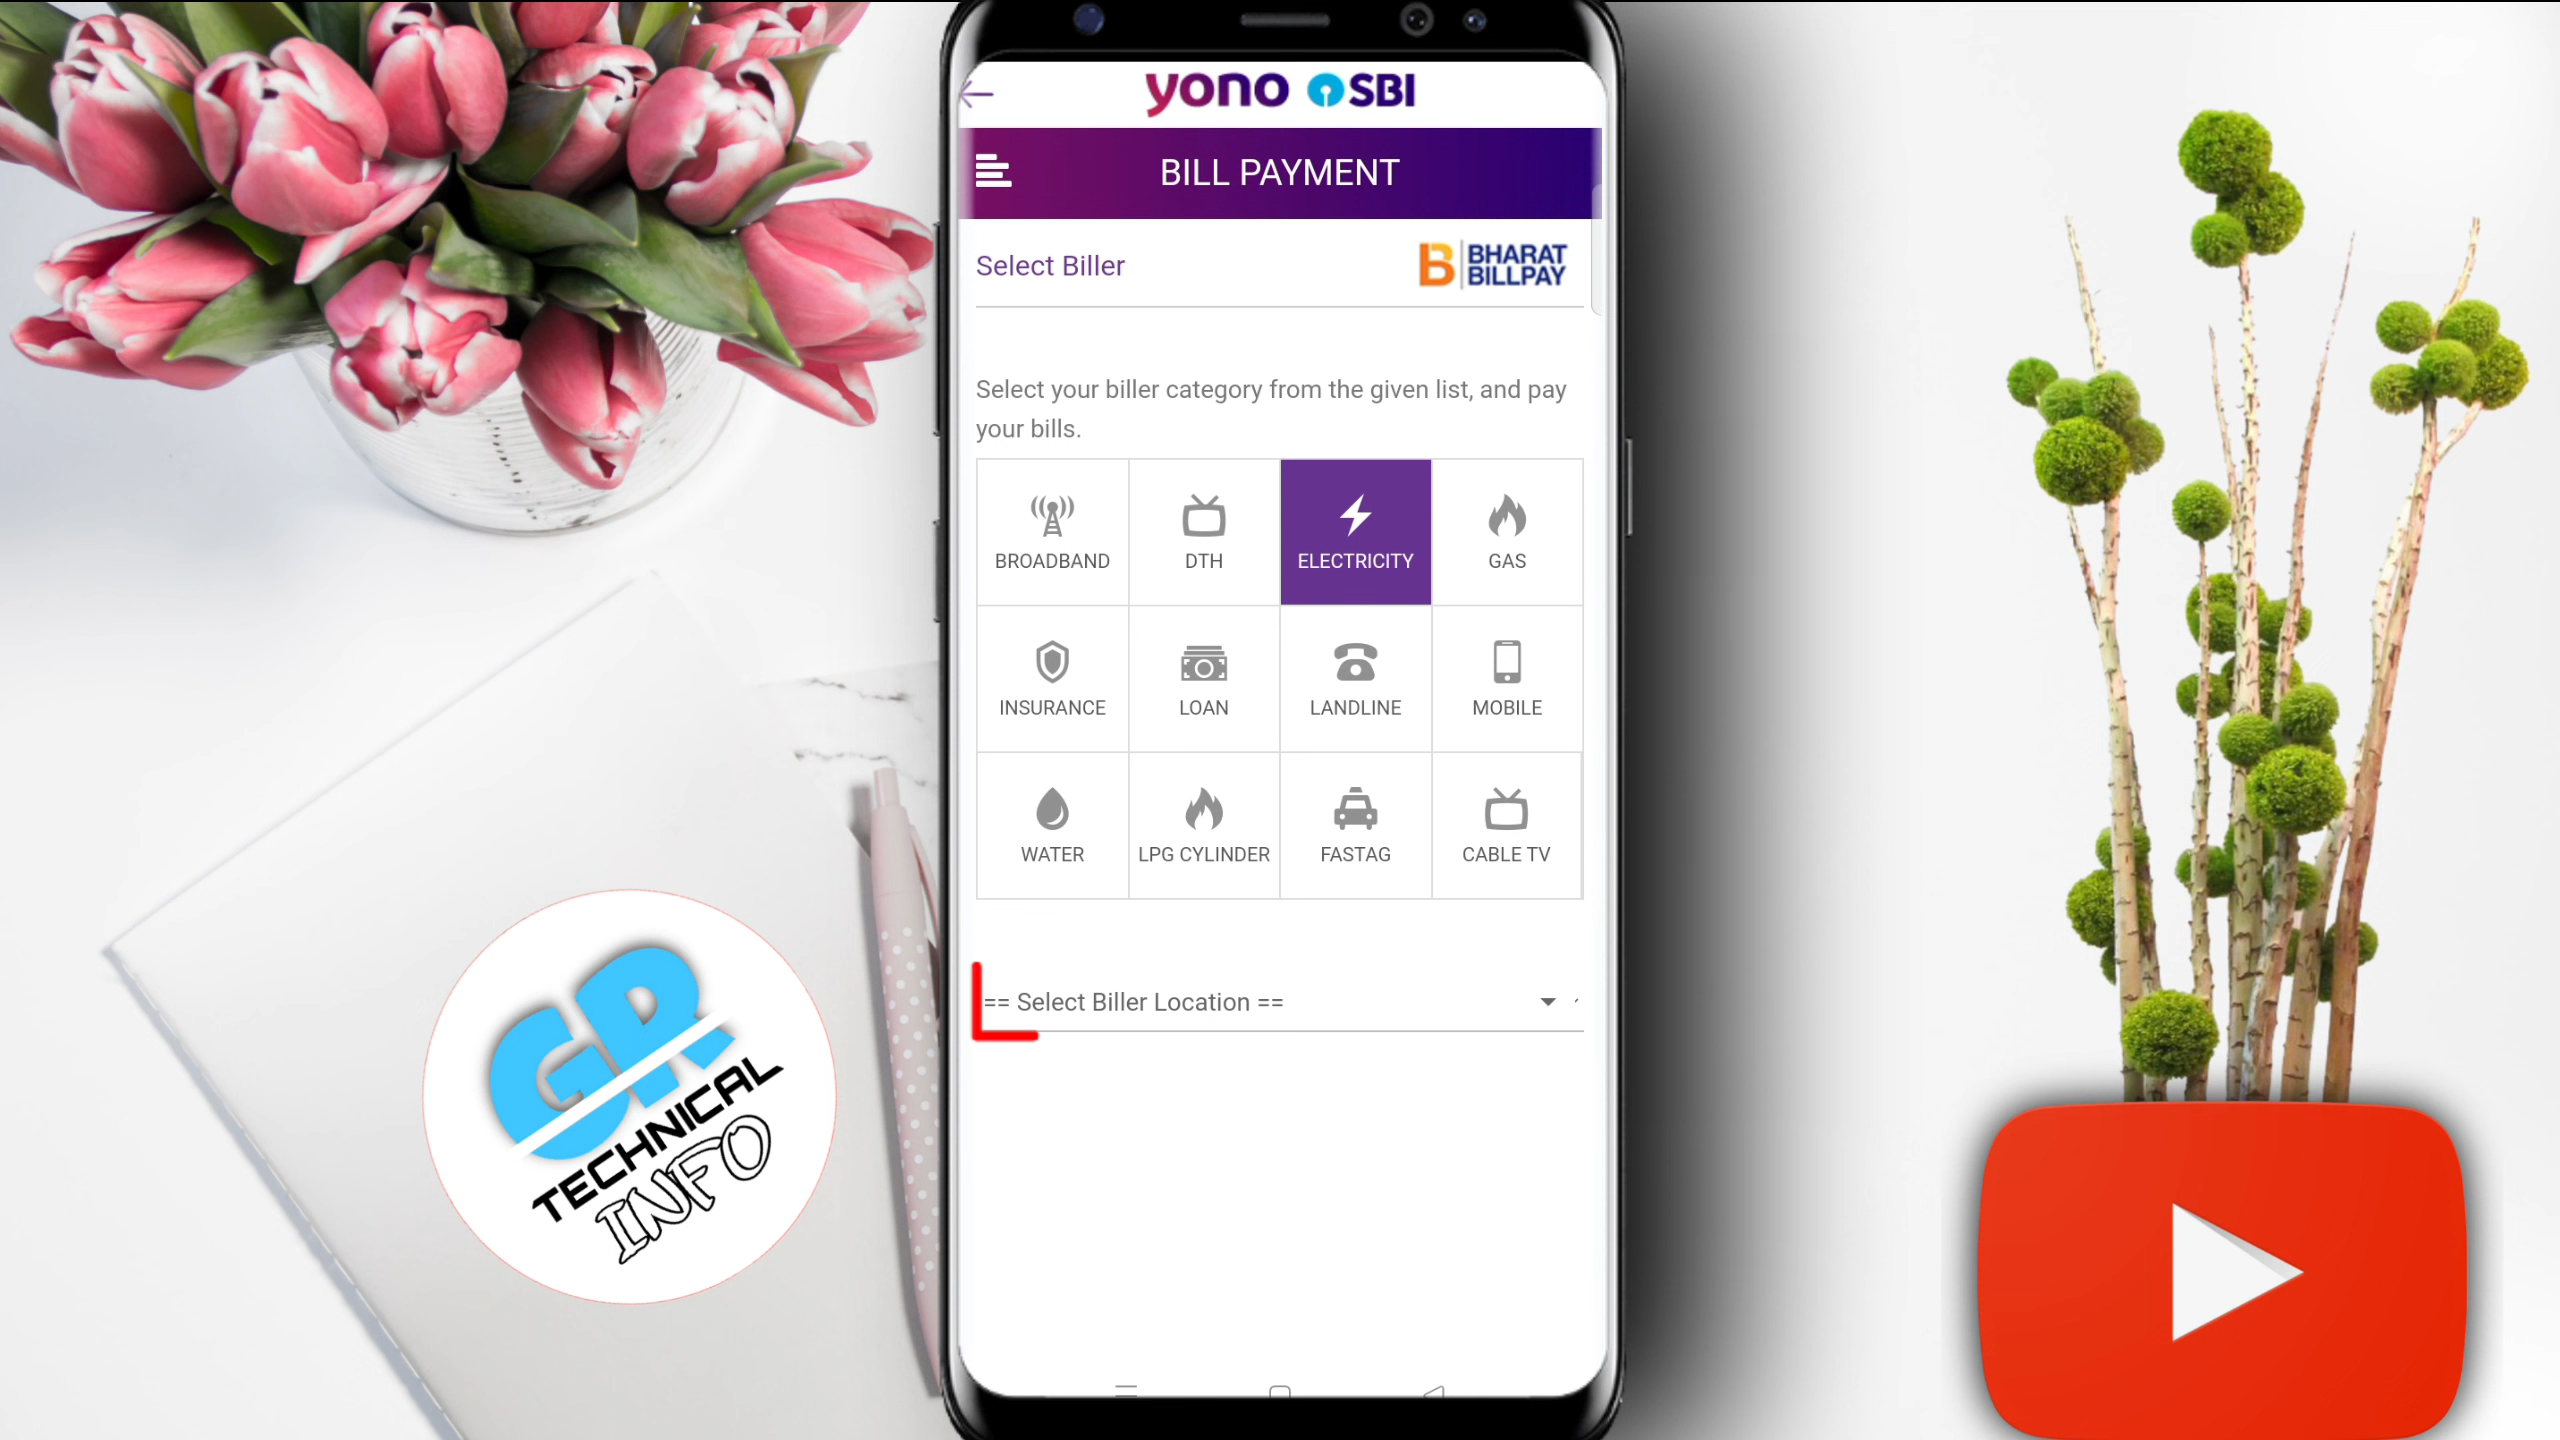 yono SBI
BILL PAYMENT
Select Biller
BHARAT
BILLPAY
Select your biller category from the given list, and pay
your bills.
BROADBAND
DTH
ELECTRICITY
GAS
INSURANCE
LOAN
LANDLINE
MOBILE
WATER
LPG CYLINDER
FASTAG
CABLE TV
== Select Biller Location ==
GR
TECHNICAL
INFO